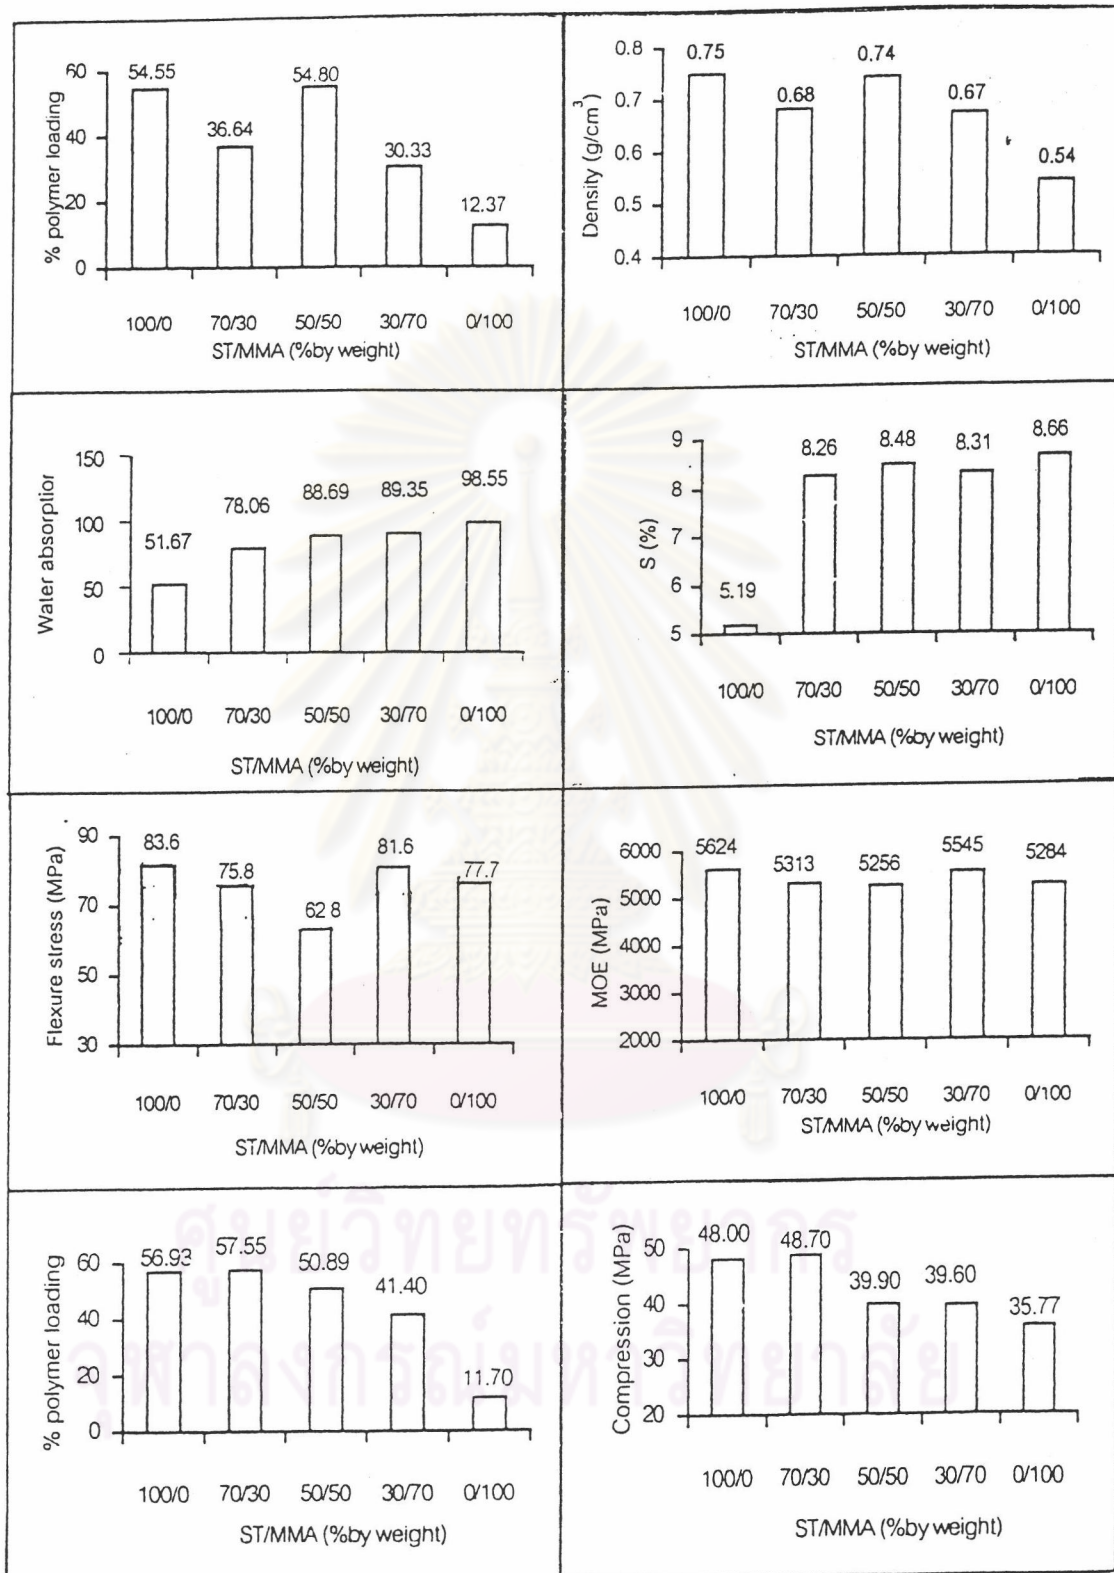 % polymer loading
60
40
20
0
54.55
36.64
54.80
30.33
12.37
100/0 70/30 50/50 30/70 0/100
ST/MMA (%by weight)
Density (g/cm³)
0.8
0.7
0.6
0.5
0.4
0.75
0.68
0.74
0.67
0.54
100/0 70/30 50/50 30/70 0/100
ST/MMA (%by weight)
Water absorption
150
100
50
0
51.67
78.06
88.69
89.35
98.55
100/0 70/30 50/50 30/70 0/100
ST/MMA (%by weight)
S (%)
9
8
7
6
5
5.19
8.26
8.48
8.31
8.66
100/0 70/30 50/50 30/70 0/100
ST/MMA (%by weight)
Flexure stress (MPa)
90
70
50
30
83.6
75.8
62 8
81.6
77.7
100/0 70/30 50/50 30/70 0/100
ST/MMA (%by weight)
MOE (MPa)
6000
5000
4000
3000
2000
5624
5313
5256
5545
5284
100/0 70/30 50/50 30/70 0/100
ST/MMA (%by weight)
% polymer loading
60
40
20
0
56.93
57.55
50.89
41.40
11.70
100/0 70/30 50/50 30/70 0/100
ST/MMA (%by weight)
Compression (MPa)
50
40
30
20
48.00
48.70
39.90
39.60
35.77
100/0 70/30 50/50 30/70 0/100
ST/MMA (%by weight)
ศูนย์วิทยทรัพยากร
จุฬาลงกรณ์มหาวิทยาลัย